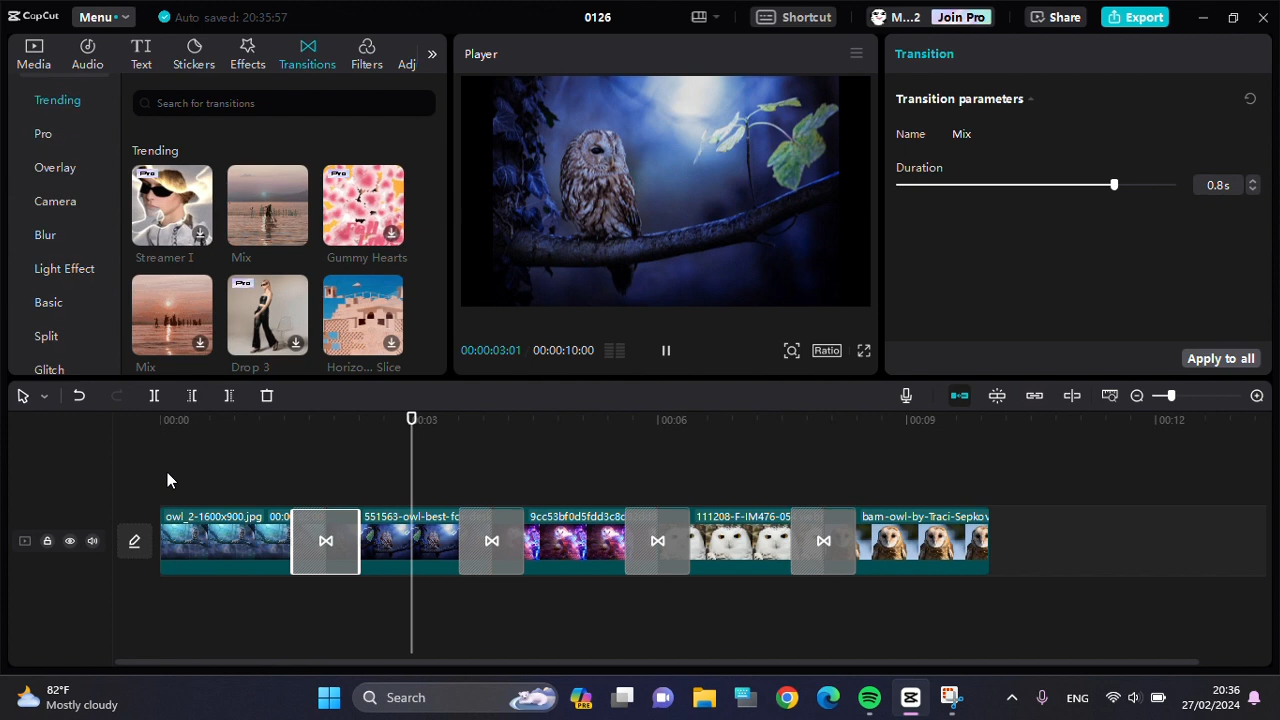 CapCut
Menu
Auto saved: 20:35:57
0126
Shortcut
M...2
Join Pro
Share
Export
Media
Audio
Text
Stickers
Effects
Transitions
Filters
Adj
Trending
Pro
Overlay
Camera
Blur
Light Effect
Basic
Split
Glitch
Search for transitions
Trending
Pro
Pro
Streamer I
Mix
Gummy Hearts
Pro
Mix
Drop 3
Horizo... Slice
Player
00:00:03:01 / 00:00:10:00
Ratio
Transition
Transition parameters
Name Mix
Duration
0.8s
Apply to all
00:00
00:03
00:06
00:09
00:12
owl_2-1600x900.jpg 00:0
551563-owl-best-fo
9cc53bf0d5fdd3c8c
111208-F-IM476-05
barn-owl-by-Traci-Sepkov
82°F
Mostly cloudy
Search
PRE
ENG
20:36
27/02/2024